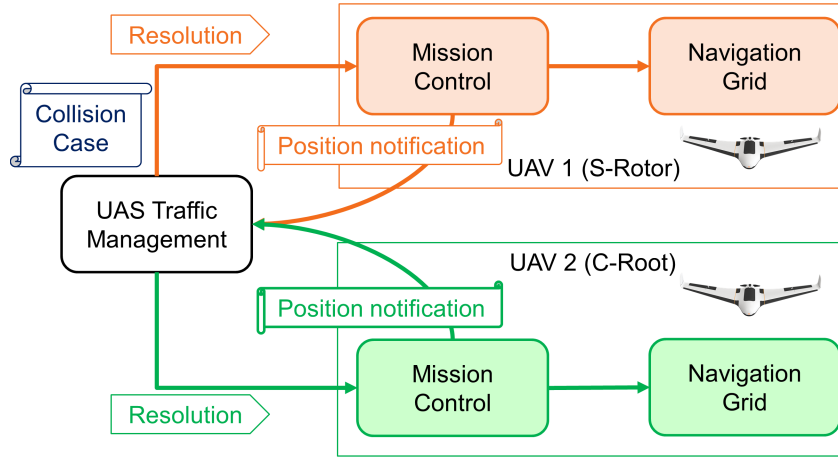 Resolution
Mission
Control
Navigation
Grid
Collision
Case
Position notification
UAV 1 (S-Rotor)
UAS Traffic
Management
UAV 2 (C-Root)
Position notification
Mission
Control
Navigation
Grid
Resolution